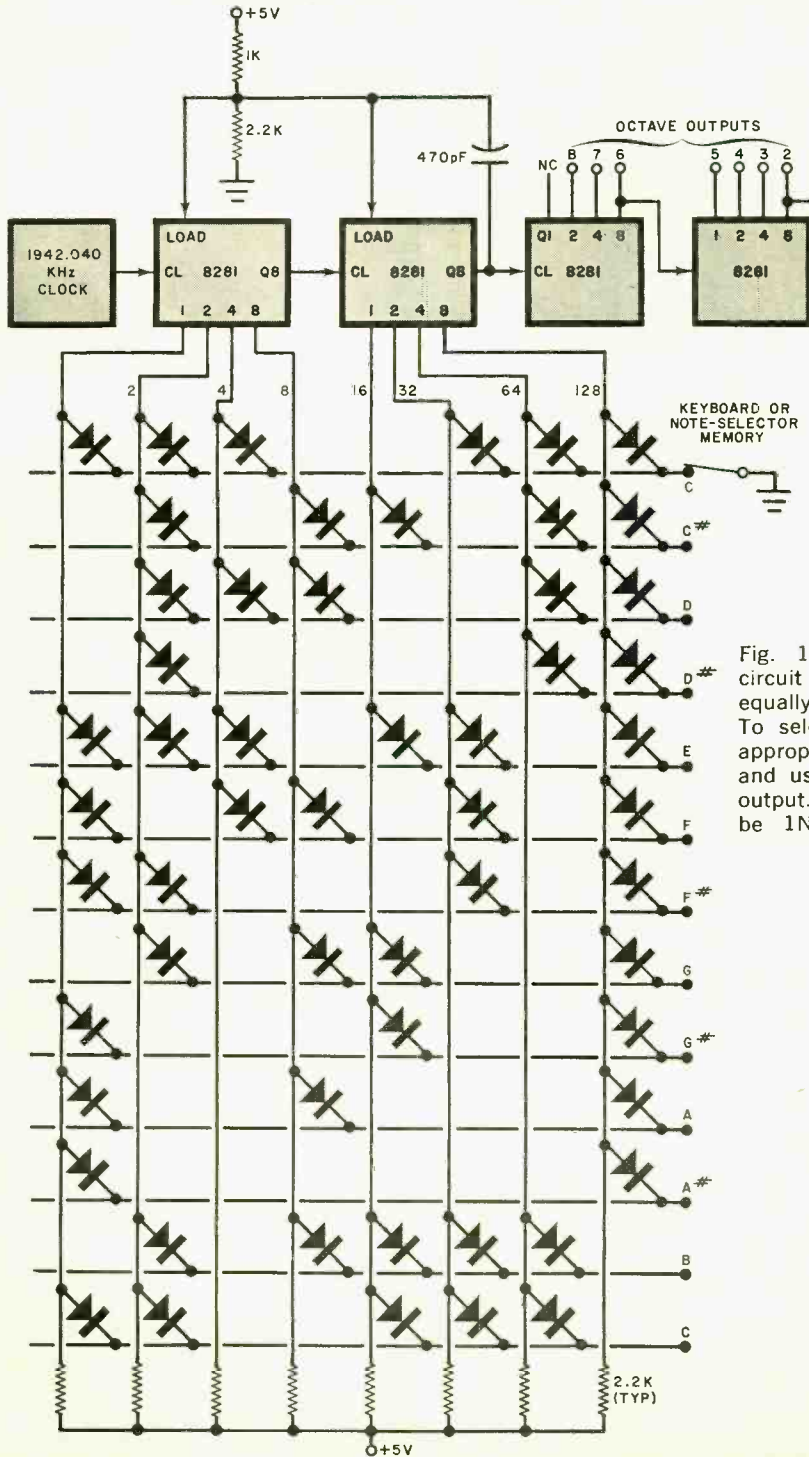 +5V
1K
2.2K
470pF
OCTAVE OUTPUTS
NC 8 7 6 5 4 3 2
1942.040
KHz
CLOCK
LOAD
CL 8281 Q8
1 2 4 8
LOAD
CL 8281 Q8
1 2 4 8
Q1 2 4 8
CL 8281
1 2 4 8
8281
2 4 8 16 32 64 128
KEYBOARD OR
NOTE-SELECTOR
MEMORY
C
C#
D
D#
E
F
F#
G
G#
A
A#
B
C
Fig. 1
circuit
equally
To sele
approp
and us
output.
be 1N
2.2K
(TYP)
+5V